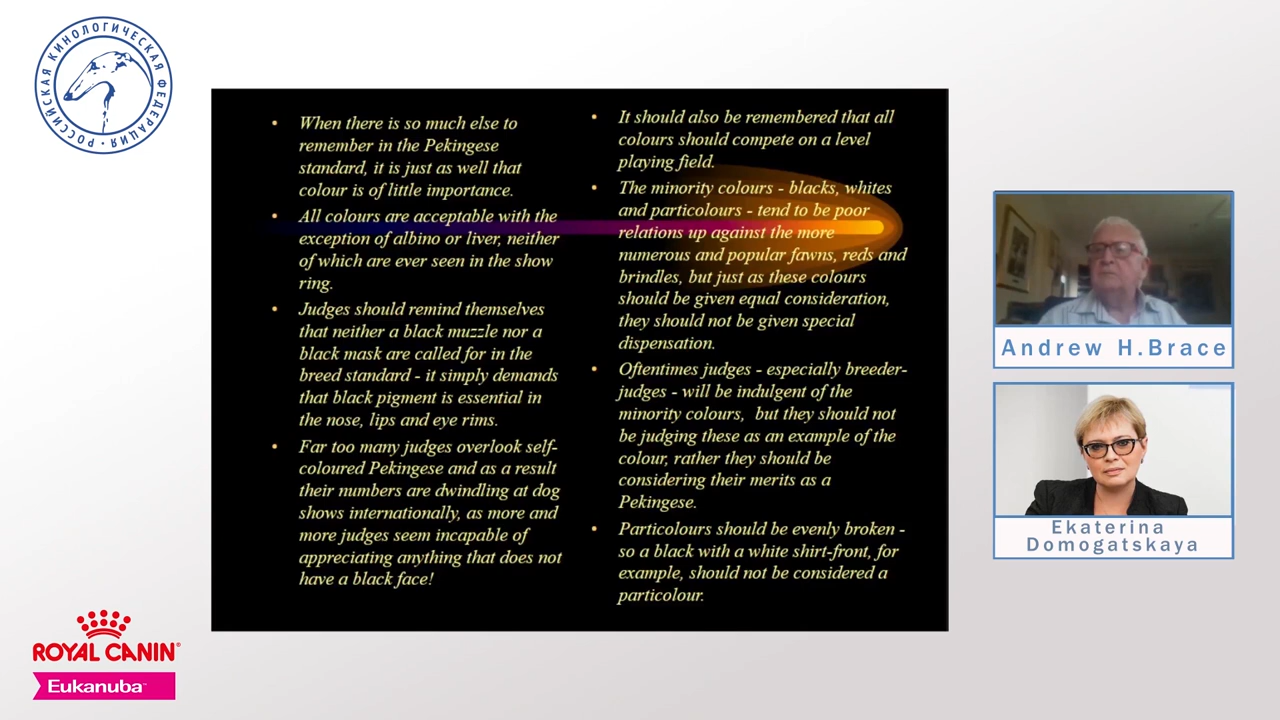 РОССИЙСКАЯ КИНОЛОГИЧЕСКАЯ ФЕДЕРАЦИЯ
• When there is so much else to
remember in the Pekingese
standard, it is just as well that
colour is of little importance.
• All colours are acceptable with the
exception of albino or liver, neither
of which are ever seen in the show
ring.
• Judges should remind themselves
that neither a black muzzle nor a
black mask are called for in the
breed standard - it simply demands
that black pigment is essential in
the nose, lips and eye rims.
• Far too many judges overlook self-
coloured Pekingese and as a result
their numbers are dwindling at dog
shows internationally, as more and
more judges seem incapable of
appreciating anything that does not
have a black face!
• It should also be remembered that all
colours should compete on a level
playing field.
• The minority colours - blacks, whites
and particolours - tend to be poor
relations up against the more
numerous and popular fawns, reds and
brindles, but just as these colours
should be given equal consideration,
they should not be given special
dispensation.
• Oftentimes judges - especially breeder-
judges - will be indulgent of the
minority colours, but they should not
be judging these as an example of the
colour, rather they should be
considering their merits as a
Pekingese.
• Particolours should be evenly broken -
so a black with a white shirt-front, for
example, should not be considered a
particolour.
Andrew H.Brace
Ekaterina
Domogatskaya
ROYAL CANIN®
Eukanuba™